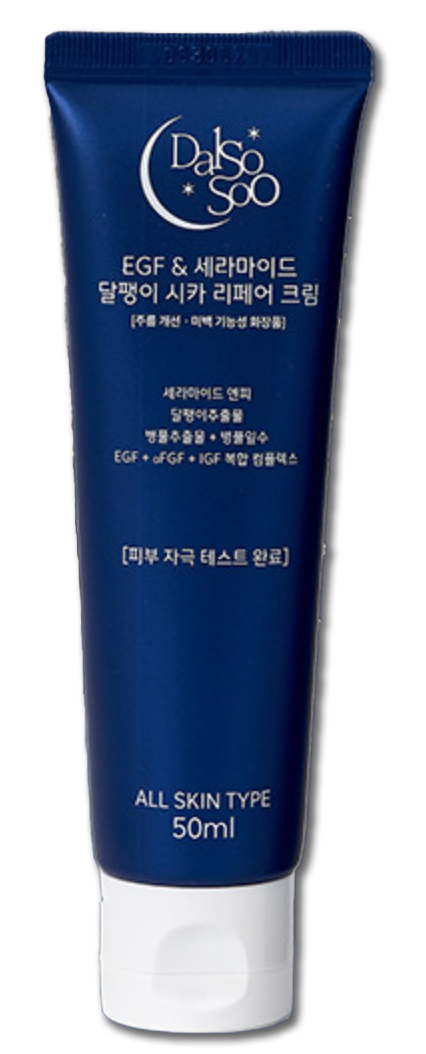 Dalso
Soo
EGF & 세라마이드
달팽이 시카 리페어 크림
[주름 개선 · 미백 기능성 화장품]
세라마이드 엔피
달팽이추출물
병풀추출물 + 병풀잎수
EGF + aFGF + IGF 복합 컴플렉스
[피부 자극 테스트 완료]
ALL SKIN TYPE
50ml